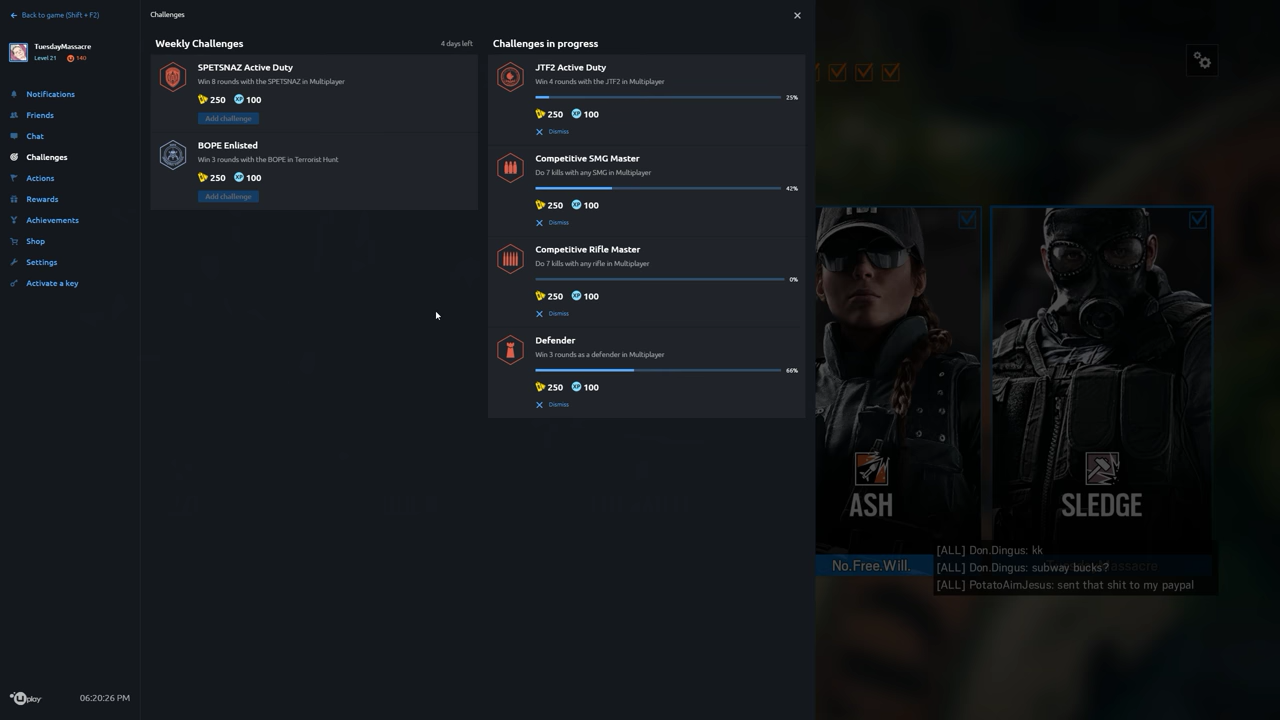 Back to game (Shift + F2)
TuesdayMassacre
Level 21 140
Notifications
Friends
Chat
Challenges
Actions
Rewards
Achievements
Shop
Settings
Activate a key
uplay 06:20:26 PM
Challenges
Weekly Challenges 4 days left
SPETSNAZ Active Duty
Win 8 rounds with the SPETSNAZ in Multiplayer
250 XP 100
Add challenge
BOPE Enlisted
Win 3 rounds with the BOPE in Terrorist Hunt
250 XP 100
Add challenge
Challenges in progress
JTF2 Active Duty
Win 4 rounds with the JTF2 in Multiplayer
25%
250 XP 100
Dismiss
Competitive SMG Master
Do 7 kills with any SMG in Multiplayer
42%
250 XP 100
Dismiss
Competitive Rifle Master
Do 7 kills with any rifle in Multiplayer
0%
250 XP 100
Dismiss
Defender
Win 3 rounds as a defender in Multiplayer
66%
250 XP 100
Dismiss
ASH
SLEDGE
No.Free.Will.
[ALL] Don.Dingus: kk
[ALL] Don.Dingus: subway bucks?
[ALL] PotatoAimJesus: sent that shit to my paypal